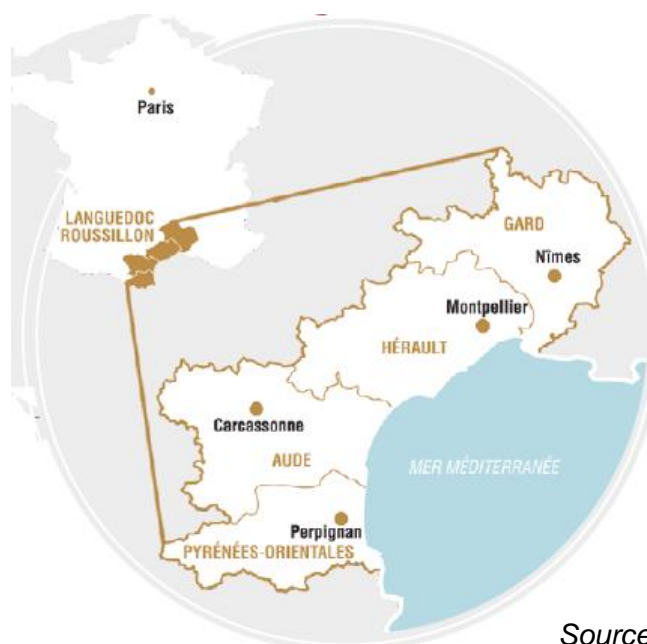 Paris
LANGUEDOC
ROUSSILLON
GARD
Nîmes
Montpellier
HÉRAULT
Carcassonne
AUDE
MER MÉDITERRANÉE
Perpignan
PYRÉNÉES-ORIENTALES
Source